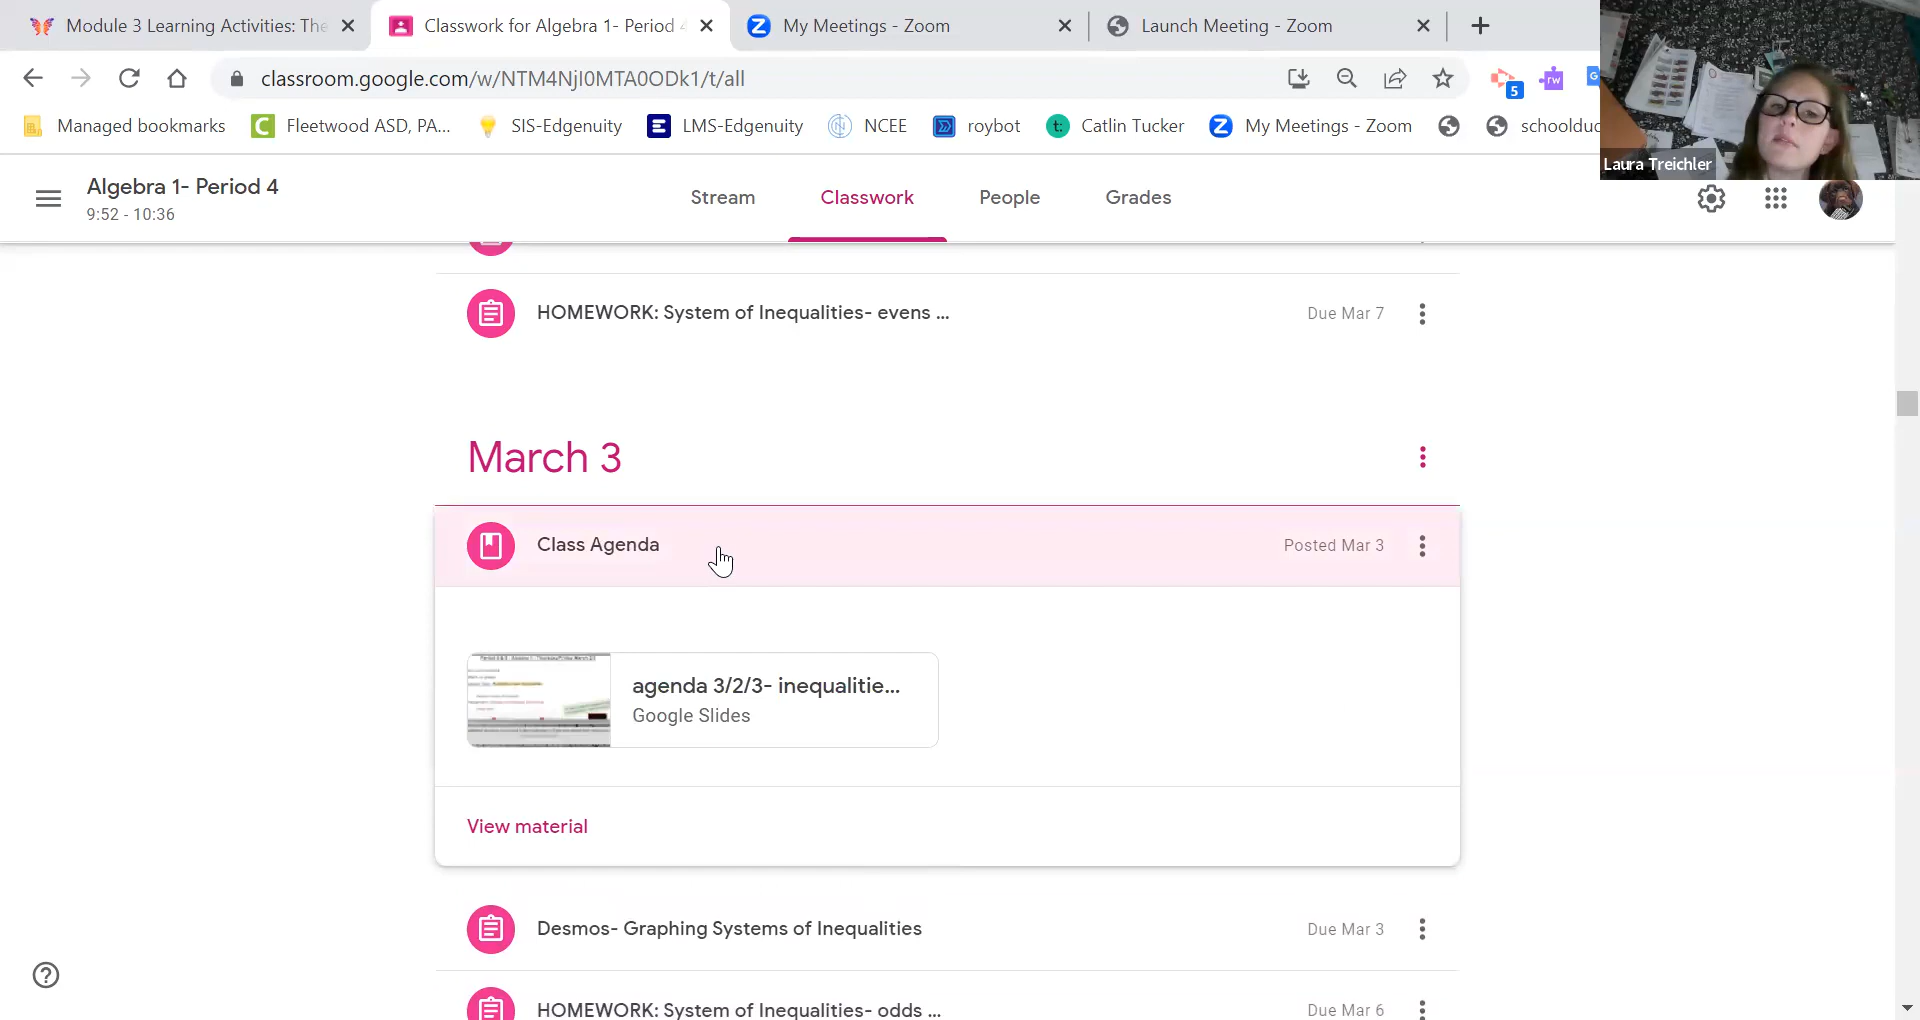 Module 3 Learning Activities: The
Classwork for Algebra 1- Period 4
My Meetings - Zoom
Launch Meeting - Zoom
classroom.google.com/w/NTM4NjI0MTA0ODk1/t/all
5
rw
G
Managed bookmarks
Fleetwood ASD, PA...
SIS-Edgenuity
LMS-Edgenuity
NCEE
roybot
t:
Catlin Tucker
My Meetings - Zoom
schoolduc
Laura Treichler
Algebra 1- Period 4
9:52 - 10:36
Stream
Classwork
People
Grades
HOMEWORK: System of Inequalities- evens ...
Due Mar 7
March 3
Class Agenda
Posted Mar 3
agenda 3/2/3- inequalitie...
Google Slides
View material
Desmos- Graphing Systems of Inequalities
Due Mar 3
HOMEWORK: System of Inequalities- odds ...
Due Mar 6